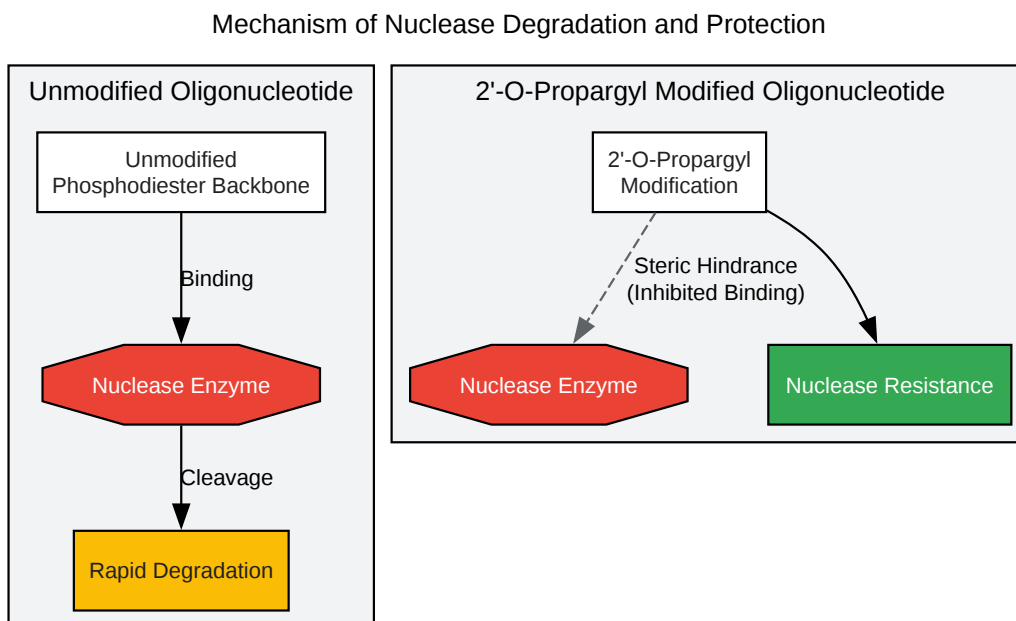 Mechanism of Nuclease Degradation and Protection
Unmodified Oligonucleotide
Unmodified
Phosphodiester Backbone
Binding
Nuclease Enzyme
Cleavage
Rapid Degradation
2'-O-Propargyl Modified Oligonucleotide
2'-O-Propargyl
Modification
Steric Hindrance
(Inhibited Binding)
Nuclease Enzyme
Nuclease Resistance